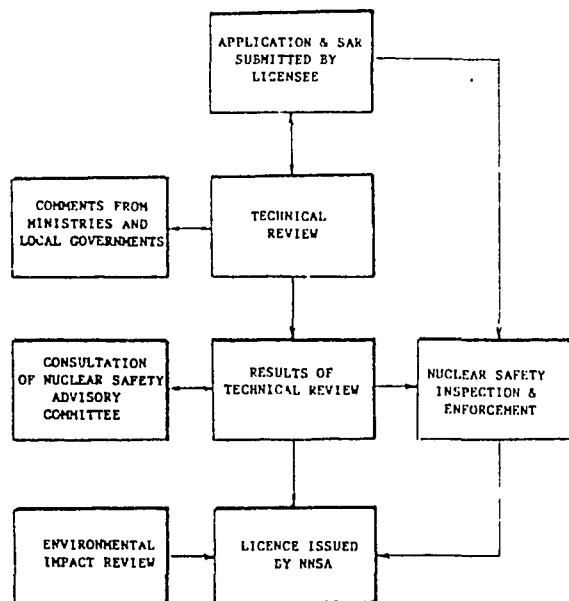 APPLICATION & SAR
SUBMITTED BY
LICENSEE
COMMENTS FROM
MINISTRIES AND
LOCAL GOVERNMENTS
TECHNICAL
REVIEW
CONSULTATION
OF NUCLEAR SAFETY
ADVISORY
COMMITTEE
RESULTS OF
TECHNICAL REVIEW
NUCLEAR SAFETY
INSPECTION &
ENFORCEMENT
ENVIRONMENTAL
IMPACT REVIEW
LICENCE ISSUED
BY NNSA